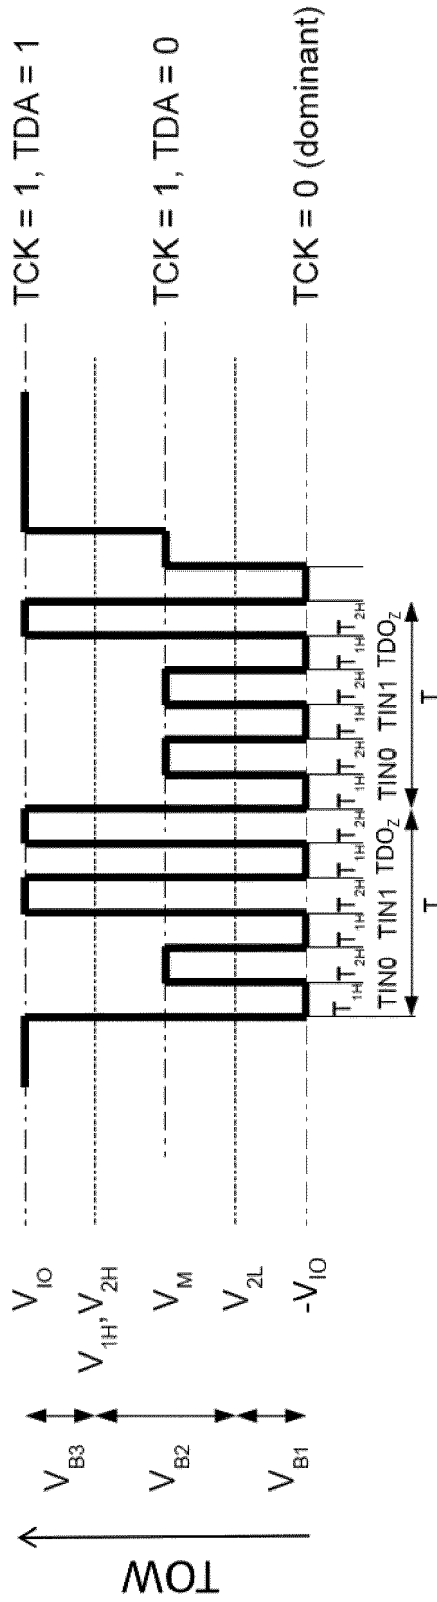 TOW
V_B3
V_B2
V_B1
V_IO
V_1H, V_2H
V_M
V_2L
-V_IO
TCK = 1, TDA = 1
TCK = 1, TDA = 0
TCK = 0 (dominant)
T_1H T_2H T_1H T_2H T_1H T_2H T_1H T_2H T_1H T_2H T_1H T_2H
TIN0 TIN1 TDO_Z TIN0 TIN1 TDO_Z
T T